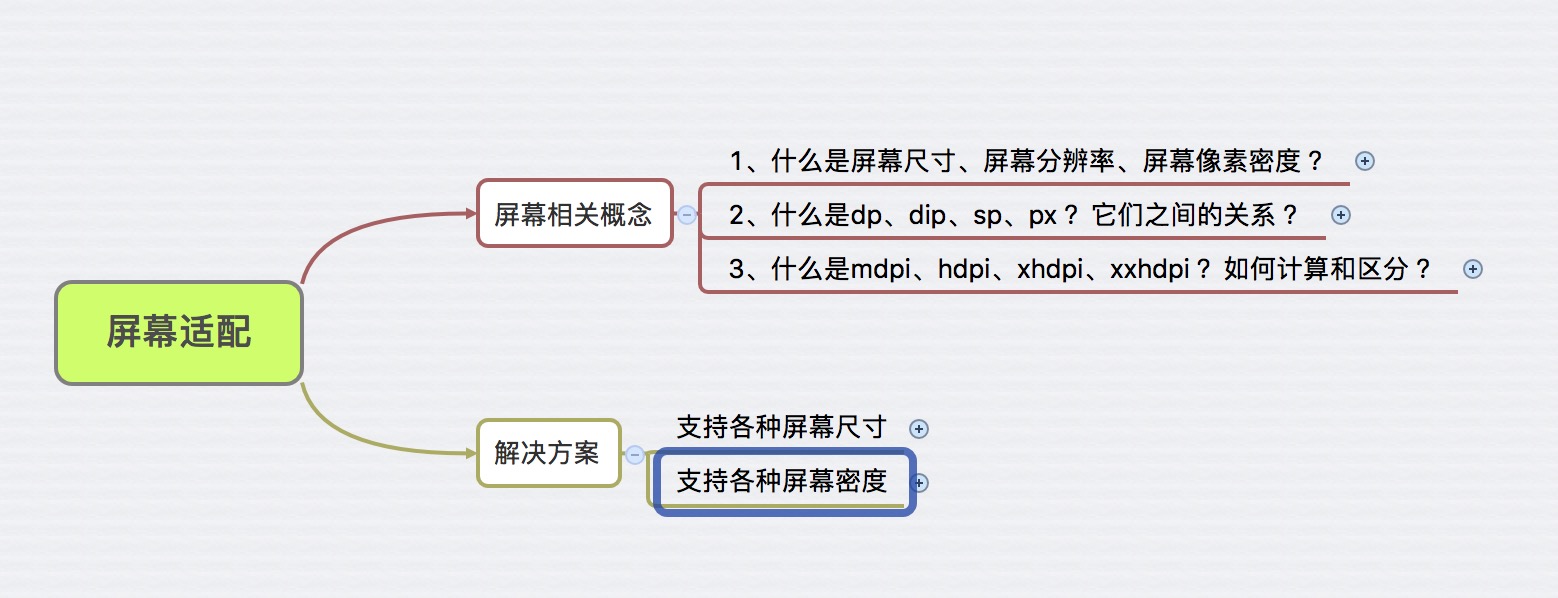 屏幕适配
屏幕相关概念
1、什么是屏幕尺寸、屏幕分辨率、屏幕像素密度？
2、什么是dp、dip、sp、px？ 它们之间的关系？
3、什么是mdpi、hdpi、xhdpi、xxhdpi？ 如何计算和区分？
解决方案
支持各种屏幕尺寸
支持各种屏幕密度